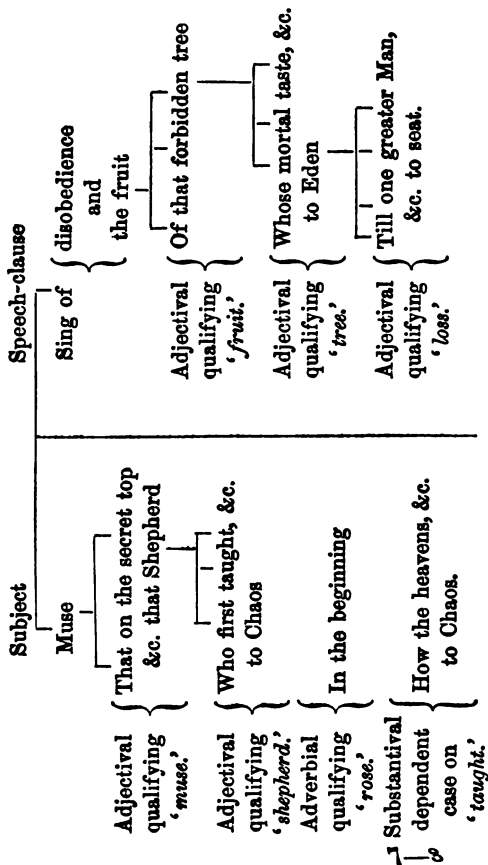 Subject
Speech-clause
Muse
Adjectival
qualifying
'muse.'
That on the secret top
&c. that Shepherd
Adjectival
qualifying
'shepherd.'
Who first taught, &c.
to Chaos
Adverbial
qualifying
'rose.'
In the beginning
8
Substantival
dependent
case on
'taught.'
How the heavens, &c.
to Chaos.
Sing of
disobedience
and
the fruit
Adjectival
qualifying
'fruit.'
Of that forbidden tree
Adjectival
qualifying
'tree.'
Whose mortal taste, &c.
to Eden
Adjectival
qualifying
'loss.'
Till one greater Man,
&c. to seat.